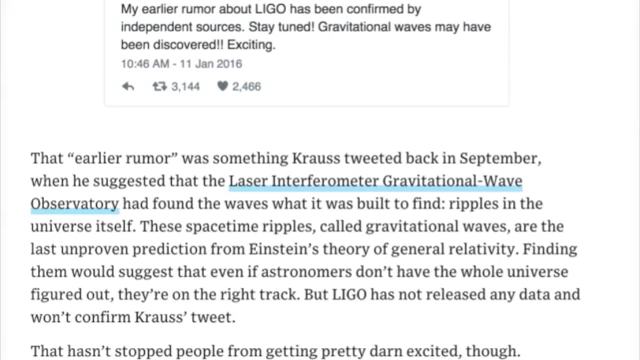 My earlier rumor about LIGO has been confirmed by
independent sources. Stay tuned! Gravitational waves may have
been discovered!! Exciting.
10:46 AM - 11 Jan 2016
3,144 2,466
That “earlier rumor” was something Krauss tweeted back in September,
when he suggested that the Laser Interferometer Gravitational-Wave
Observatory had found the waves what it was built to find: ripples in the
universe itself. These spacetime ripples, called gravitational waves, are the
last unproven prediction from Einstein’s theory of general relativity. Finding
them would suggest that even if astronomers don’t have the whole universe
figured out, they’re on the right track. But LIGO has not released any data and
won’t confirm Krauss’ tweet.
That hasn’t stopped people from getting pretty darn excited, though.